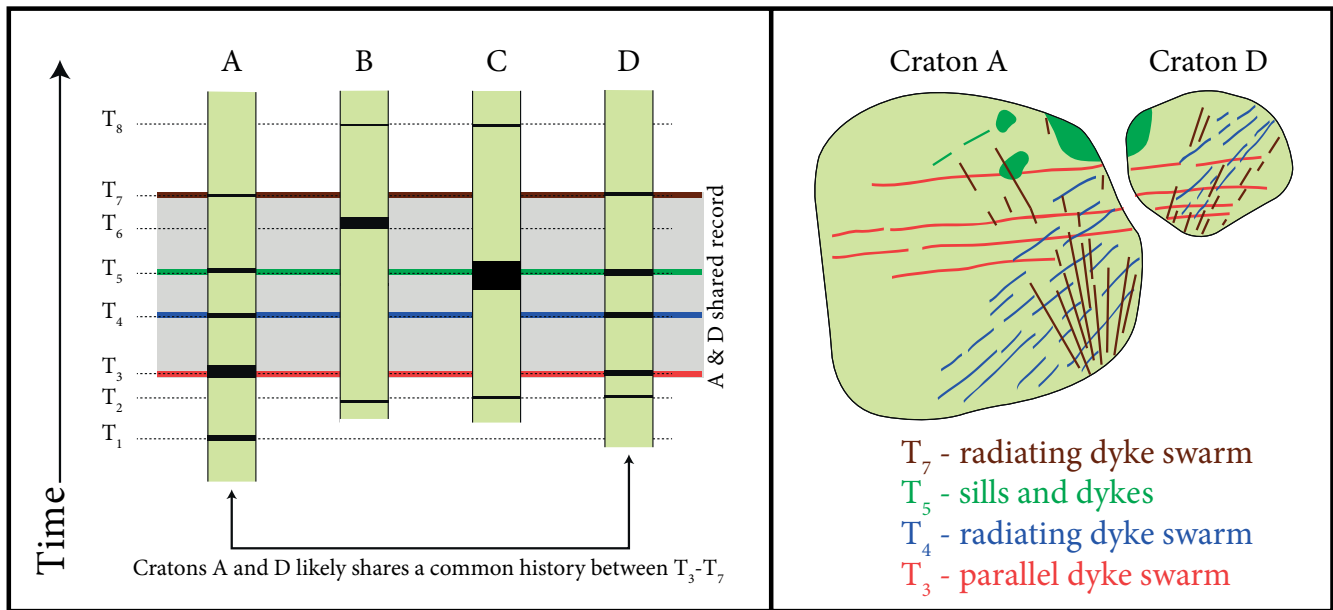 A B C D
Time
T₈
T₇
T₆
T₅
T₄
T₃
T₂
T₁
A & D shared record
Cratons A and D likely shares a common history between T₃-T₇
Craton A
Craton D
T₇ - radiating dyke swarm
T₅ - sills and dykes
T₄ - radiating dyke swarm
T₃ - parallel dyke swarm